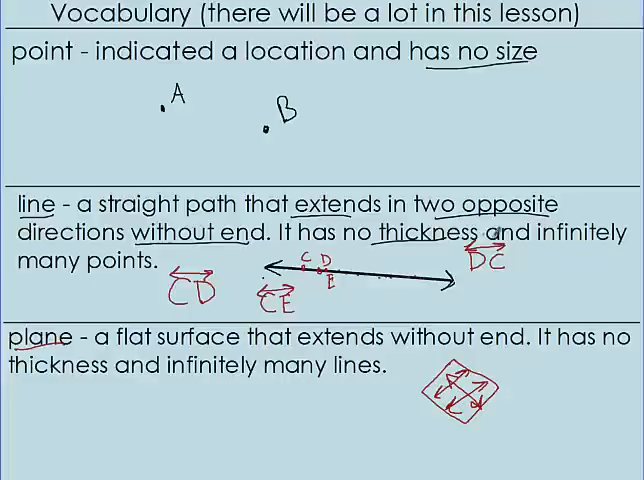 Vocabulary (there will be a lot in this lesson)
point - indicated a location and has no size
A
B
line - a straight path that extends in two opposite
directions without end. It has no thickness and infinitely
many points.
C D
E
CD
CE
DC
plane - a flat surface that extends without end. It has no
thickness and infinitely many lines.